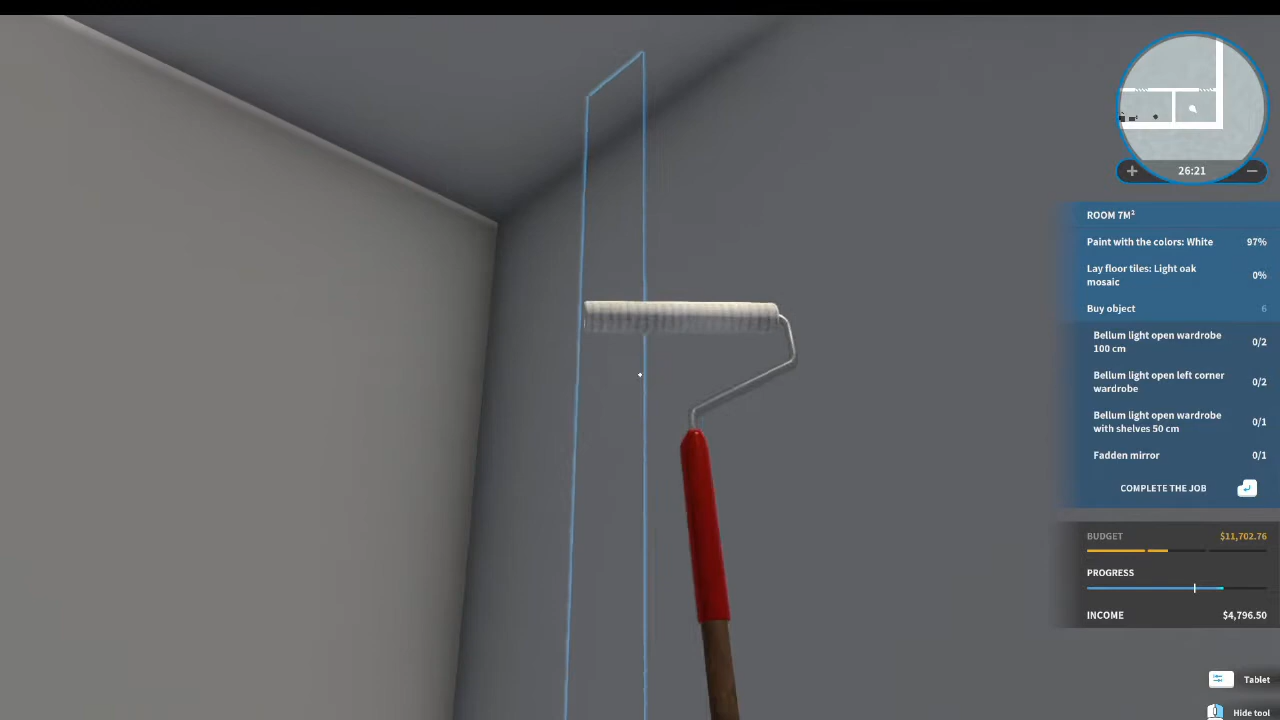 26:21
ROOM 7M²
Paint with the colors: White 97%
Lay floor tiles: Light oak
mosaic 0%
Buy object 6
Bellum light open wardrobe
100 cm 0/2
Bellum light open left corner
wardrobe 0/2
Bellum light open wardrobe
with shelves 50 cm 0/1
Fadden mirror 0/1
COMPLETE THE JOB
BUDGET $11,702.76
PROGRESS
INCOME $4,796.50
Tablet
Hide tool